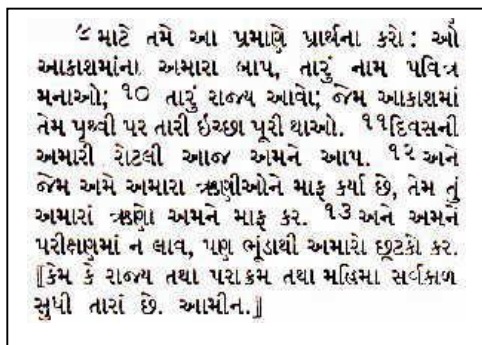 ૯ માટે તમે આ પ્રમાણે પ્રાર્થના કરો : ઓ
આકાશમાંના અમારા બાપ, તારું નામ પવિત્ર
મનાઓ; ૧૦ તારું રાજ્ય આવો; જેમ આકાશમાં
તેમ પૃથ્વી પર તારી ઇચ્છા પૂરી થાઓ. ૧૧દિવસની
અમારી રોટલી આજ અમને આપ. ૧૨ અને
જેમ અમે અમારા ઋણીઓને માફ કર્યા છે, તેમ તું
અમારાં ઋણો અમને માફ કર. ૧૩ અને અમને
પરીક્ષણમાં ન લાવ, પણ ભૂંડાથી અમારો છૂટકો કર.
[કેમ કે રાજ્ય તથા પરાક્રમ તથા મહિમા સર્વકાળ
સુધી તારાં છે. આમીન.]